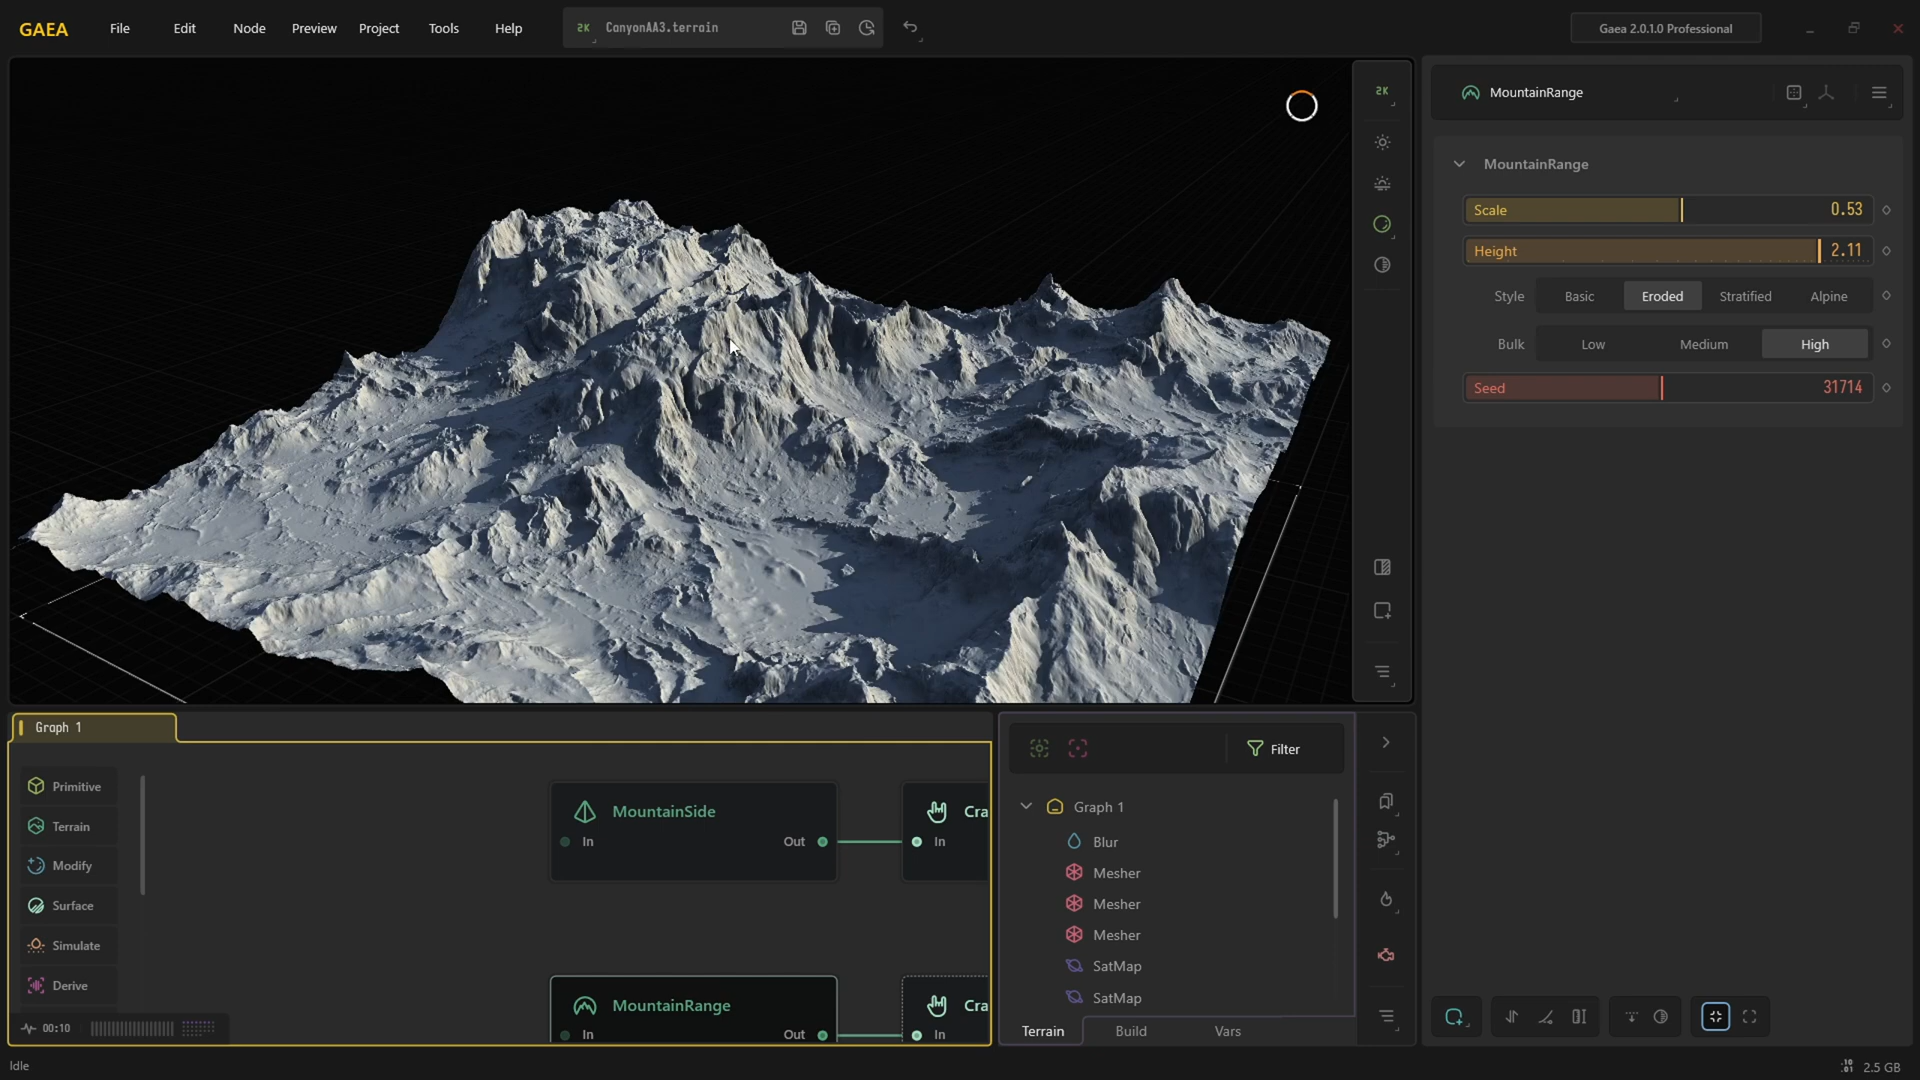 GAEA File Edit Node Preview Project Tools Help 2K CanyonAA3.terrain Gaea 2.0.1.0 Professional
2K
MountainRange
MountainRange
Scale 0.53
Height 2.11
Style Basic Eroded Stratified Alpine
Bulk Low Medium High
Seed 31714
Graph 1
Primitive
Terrain
Modify
Surface
Simulate
Derive
00:10
MountainSide
In Out
Cra
In
MountainRange
In Out
Cra
In
Filter
Graph 1
Blur
Mesher
Mesher
Mesher
SatMap
SatMap
Terrain Build Vars
Idle
2.5 GB